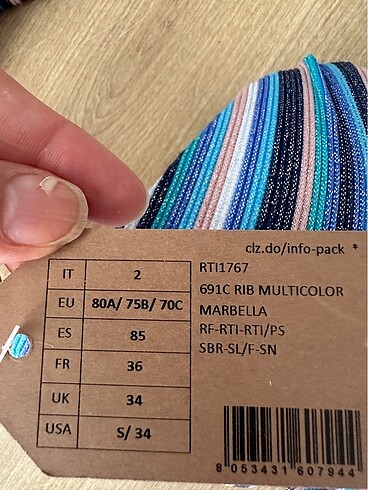 clz.do/info-pack *
IT 2
EU 80A/ 75B/ 70C
ES 85
FR 36
UK 34
USA S/ 34
RTI1767
691C RIB MULTICOLOR
MARBELLA
RF-RTI-RTI/PS
SBR-SL/F-SN
8 053431 607944